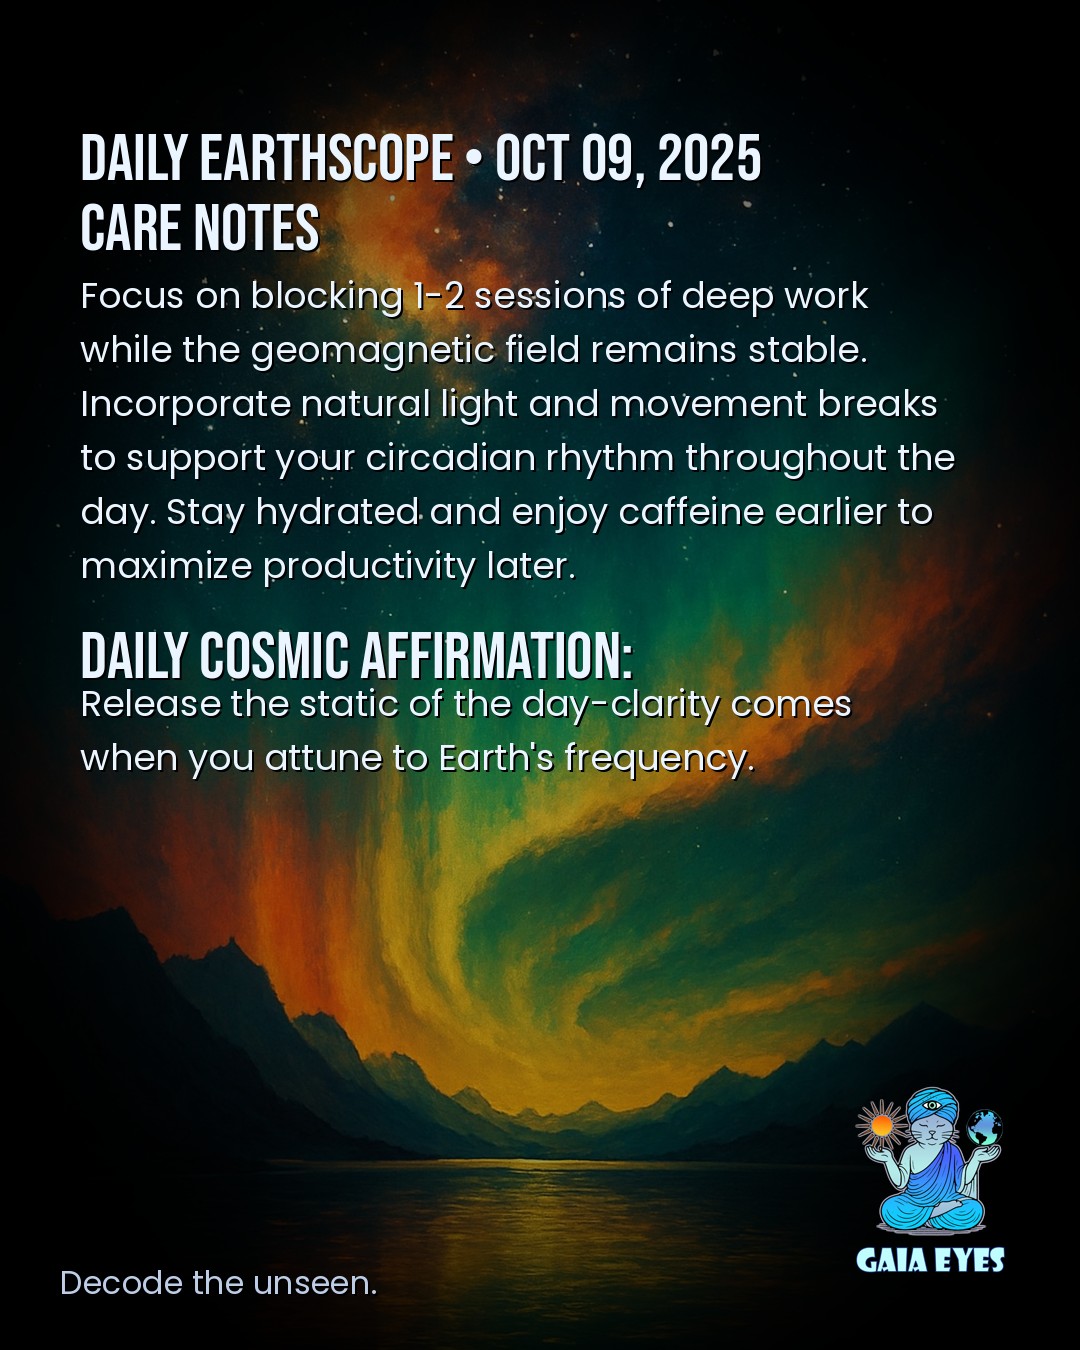 DAILY EARTHSCOPE • OCT 09, 2025
CARE NOTES
Focus on blocking 1-2 sessions of deep work
while the geomagnetic field remains stable.
Incorporate natural light and movement breaks
to support your circadian rhythm throughout the
day. Stay hydrated and enjoy caffeine earlier to
maximize productivity later.
DAILY COSMIC AFFIRMATION:
Release the static of the day-clarity comes
when you attune to Earth's frequency.
GAIA EYES
Decode the unseen.